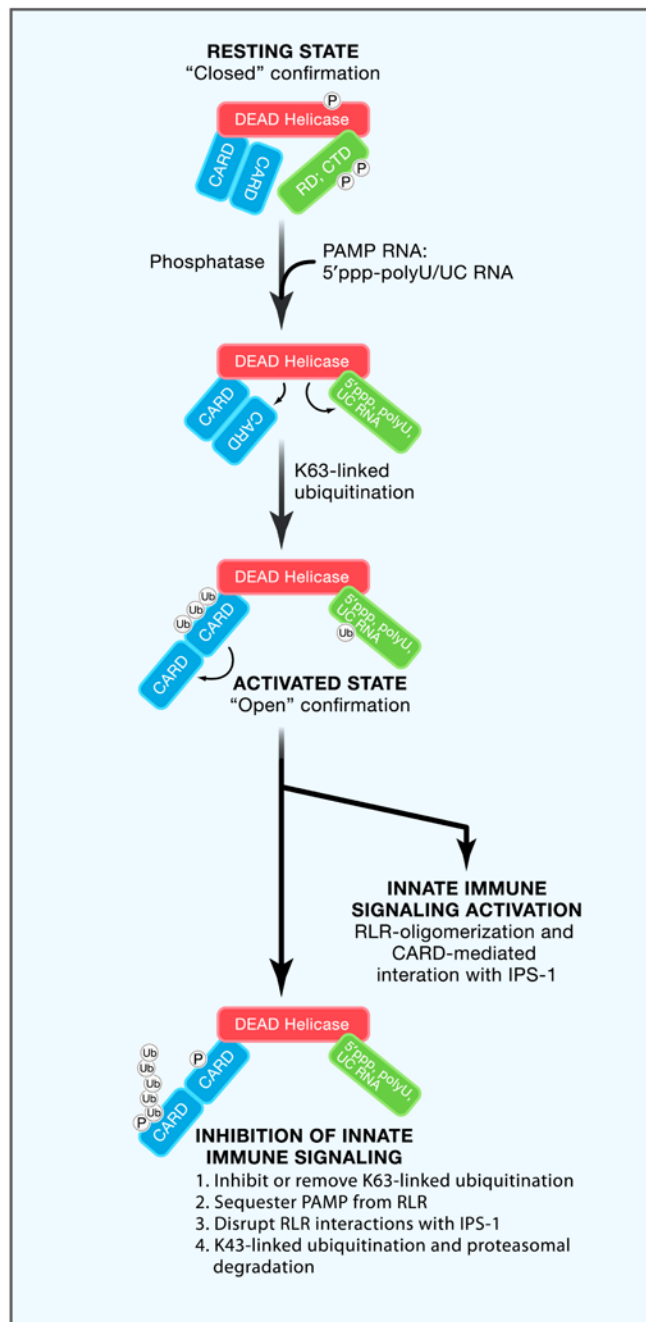 RESTING STATE
“Closed” confirmation
P
DEAD Helicase
CARD
CARD
RD; CTD
P
P
Phosphatase
PAMP RNA:
5′ppp-polyU/UC RNA
DEAD Helicase
CARD
CARD
5′ppp, polyU,
UC RNA
K63-linked
ubiquitination
DEAD Helicase
Ub
Ub
Ub
CARD
CARD
5′ppp, polyU,
UC RNA
Ub
ACTIVATED STATE
“Open” confirmation
INNATE IMMUNE
SIGNALING ACTIVATION
RLR-oligomerization and
CARD-mediated
interation with IPS-1
DEAD Helicase
Ub
Ub
Ub
Ub
Ub
P
P
CARD
CARD
5′ppp, polyU,
UC RNA
INHIBITION OF INNATE
IMMUNE SIGNALING
1. Inhibit or remove K63-linked ubiquitination
2. Sequester PAMP from RLR
3. Disrupt RLR interactions with IPS-1
4. K43-linked ubiquitination and proteasomal
degradation